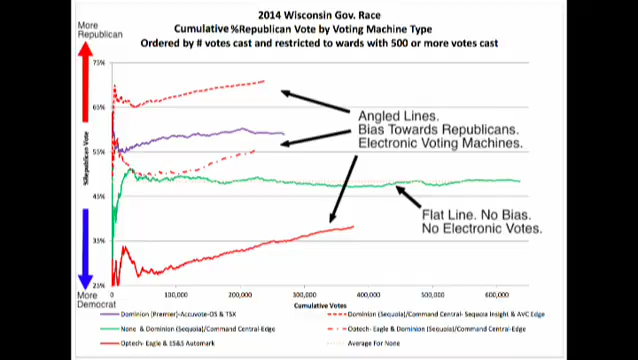 2014 Wisconsin Gov. Race
More
Republican
Cumulative %Republican Vote by Voting Machine Type
Ordered by # votes cast and restricted to wards with 500 or more votes cast
75%
65%
55%
45%
35%
25%
%Republican Vote
Angled Lines.
Bias Towards Republicans.
Electronic Voting Machines.
Flat Line. No Bias.
No Electronic Votes.
More
Democrat
0
100,000
200,000
300,000
400,000
500,000
600,000
Cumulative Votes
Dominion (Premier)-Accuvote-OS & TSX
Dominion (Sequoia)/Command Central- Sequoia Insight & AVC Edge
None & Dominion (Sequoia)/Command Central-Edge
Optech- Eagle & Dominion (Sequoia)/Command Central-Edge
Optech- Eagle & ES&S Automark
Average For None